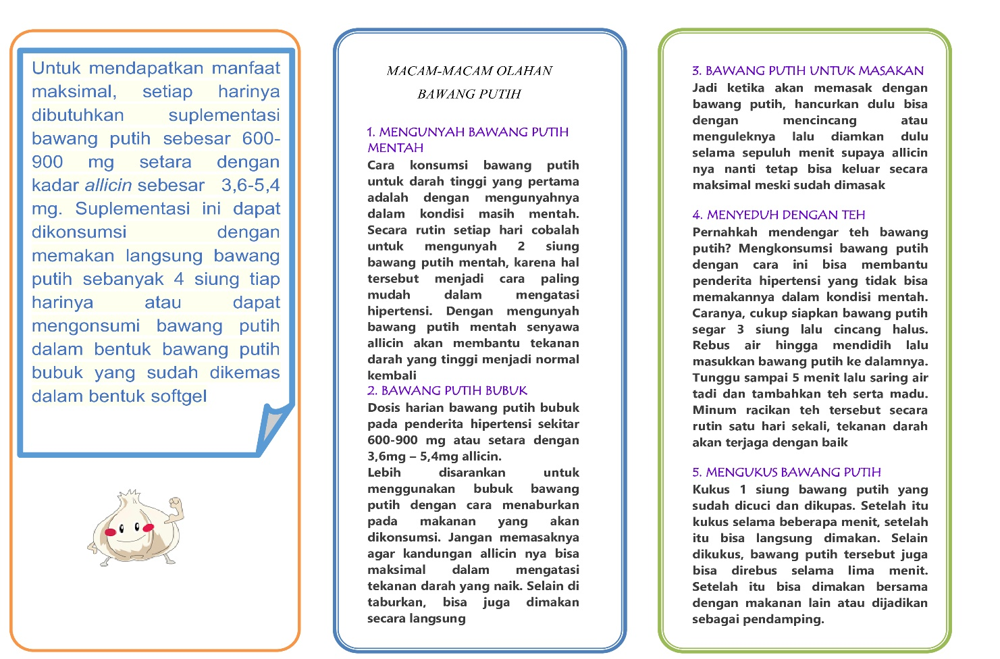 Untuk mendapatkan manfaat
maksimal, setiap harinya
dibutuhkan suplementasi
bawang putih sebesar 600-
900 mg setara dengan
kadar allicin sebesar 3,6-5,4
mg. Suplementasi ini dapat
dikonsumsi dengan
memakan langsung bawang
putih sebanyak 4 siung tiap
harinya atau dapat
mengonsumi bawang putih
dalam bentuk bawang putih
bubuk yang sudah dikemas
dalam bentuk softgel
MACAM-MACAM OLAHAN
BAWANG PUTIH
1. MENGUNYAH BAWANG PUTIH
MENTAH
Cara konsumsi bawang putih
untuk darah tinggi yang pertama
adalah dengan mengunyahnya
dalam kondisi masih mentah.
Secara rutin setiap hari cobalah
untuk mengunyah 2 siung
bawang putih mentah, karena hal
tersebut menjadi cara paling
mudah dalam mengatasi
hipertensi. Dengan mengunyah
bawang putih mentah senyawa
allicin akan membantu tekanan
darah yang tinggi menjadi normal
kembali
2. BAWANG PUTIH BUBUK
Dosis harian bawang putih bubuk
pada penderita hipertensi sekitar
600-900 mg atau setara dengan
3,6mg – 5,4mg allicin.
Lebih disarankan untuk
menggunakan bubuk bawang
putih dengan cara menaburkan
pada makanan yang akan
dikonsumsi. Jangan memasaknya
agar kandungan allicin nya bisa
maksimal dalam mengatasi
tekanan darah yang naik. Selain di
taburkan, bisa juga dimakan
secara langsung
3. BAWANG PUTIH UNTUK MASAKAN
Jadi ketika akan memasak dengan
bawang putih, hancurkan dulu bisa
dengan mencincang atau
menguleknya lalu diamkan dulu
selama sepuluh menit supaya allicin
nya nanti tetap bisa keluar secara
maksimal meski sudah dimasak
4. MENYEDUH DENGAN TEH
Pernahkah mendengar teh bawang
putih? Mengkonsumsi bawang putih
dengan cara ini bisa membantu
penderita hipertensi yang tidak bisa
memakannya dalam kondisi mentah.
Caranya, cukup siapkan bawang putih
segar 3 siung lalu cincang halus.
Rebus air hingga mendidih lalu
masukkan bawang putih ke dalamnya.
Tunggu sampai 5 menit lalu saring air
tadi dan tambahkan teh serta madu.
Minum racikan teh tersebut secara
rutin satu hari sekali, tekanan darah
akan terjaga dengan baik
5. MENGUKUS BAWANG PUTIH
Kukus 1 siung bawang putih yang
sudah dicuci dan dikupas. Setelah itu
kukus selama beberapa menit, setelah
itu bisa langsung dimakan. Selain
dikukus, bawang putih tersebut juga
bisa direbus selama lima menit.
Setelah itu bisa dimakan bersama
dengan makanan lain atau dijadikan
sebagai pendamping.